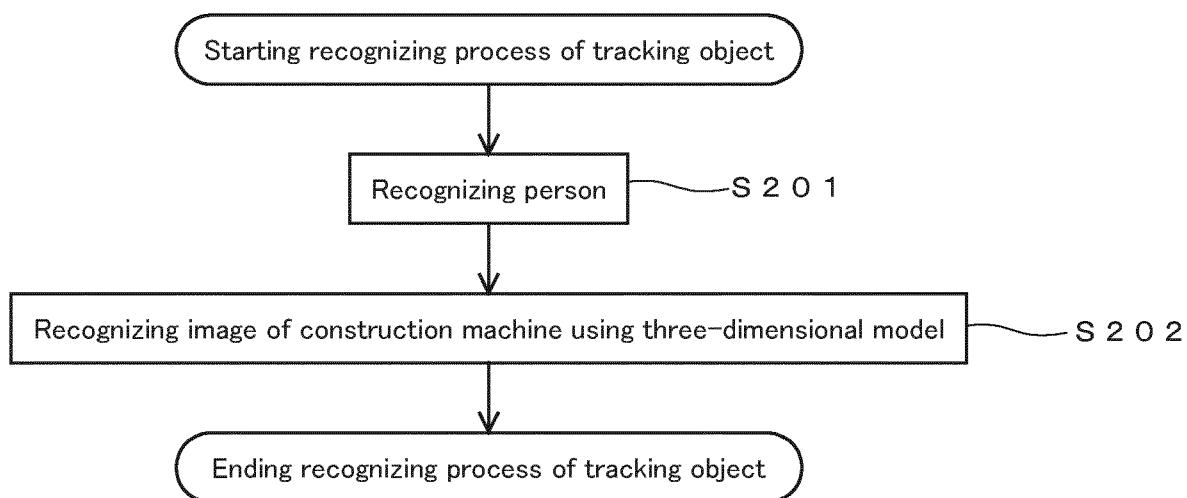 Starting recognizing process of tracking object
Recognizing person
S201
Recognizing image of construction machine using three-dimensional model
S202
Ending recognizing process of tracking object